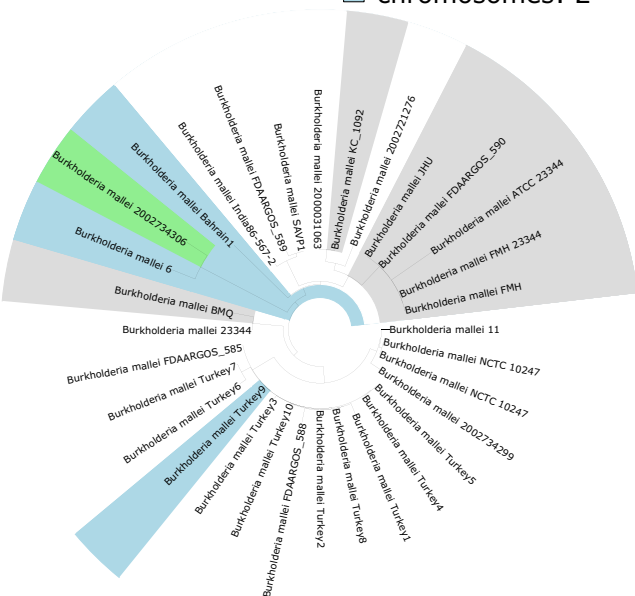 chromosomes: 2
Burkholderia mallei KC_1092
Burkholderia mallei 2002721276
Burkholderia mallei JHU
Burkholderia mallei FDAARGOS_590
Burkholderia mallei ATCC 23344
Burkholderia mallei FMH 23344
Burkholderia mallei FMH
Burkholderia mallei 11
Burkholderia mallei NCTC 10247
Burkholderia mallei NCTC 10247
Burkholderia mallei 2002734299
Burkholderia mallei Turkey5
Burkholderia mallei Turkey4
Burkholderia mallei Turkey1
Burkholderia mallei Turkey8
Burkholderia mallei Turkey2
Burkholderia mallei FDAARGOS_588
Burkholderia mallei Turkey10
Burkholderia mallei Turkey3
Burkholderia mallei Turkey9
Burkholderia mallei Turkey6
Burkholderia mallei Turkey7
Burkholderia mallei FDAARGOS_585
Burkholderia mallei 23344
Burkholderia mallei BMQ
Burkholderia mallei 6
Burkholderia mallei 2002734306
Burkholderia mallei Bahrain1
Burkholderia mallei India86-567-2
Burkholderia mallei FDAARGOS_589
Burkholderia mallei SAVP1
Burkholderia mallei 2000031063